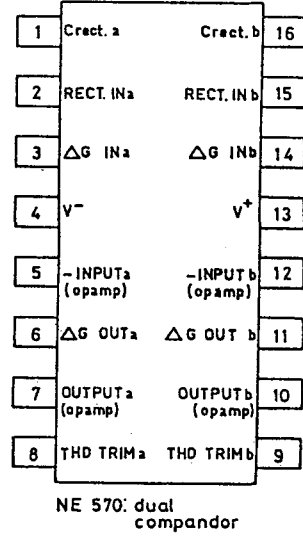 1 Crect. a Crect. b 16
2 RECT. INa RECT. IN b 15
3 ΔG INa ΔG INb 14
4 V⁻ V⁺ 13
5 -INPUTa -INPUT b 12
(opamp) (opamp)
6 ΔG OUTa ΔG OUT b 11
7 OUTPUTa OUTPUTb 10
(opamp) (opamp)
8 THD TRIMa THD TRIMb 9
NE 570: dual
compandor